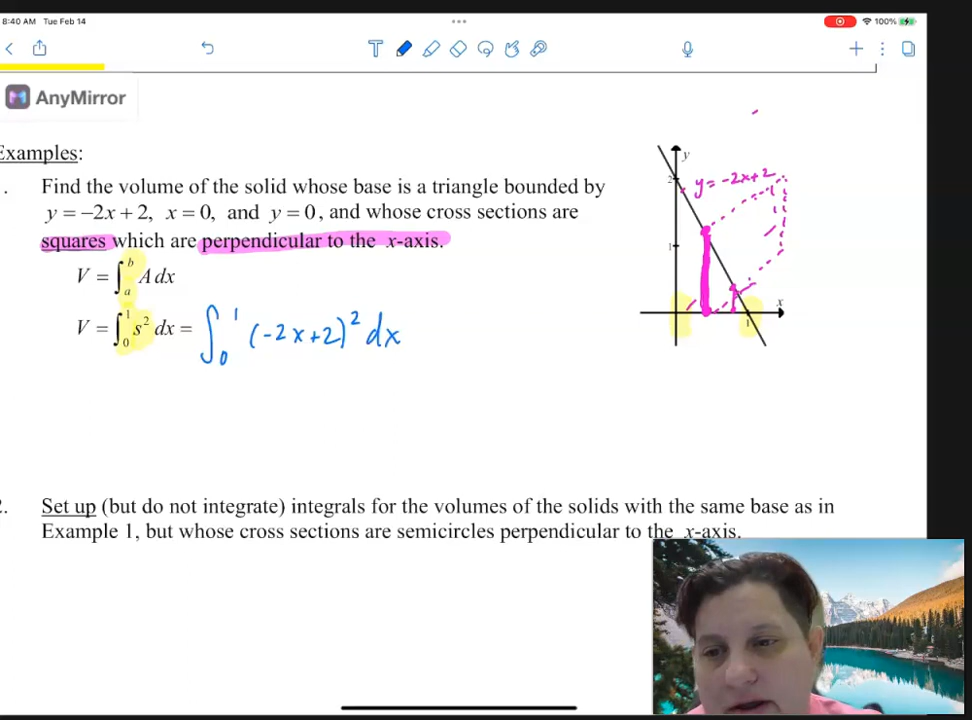 8:40 AM Tue Feb 14
100%
AnyMirror
Examples:
. Find the volume of the solid whose base is a triangle bounded by
y = −2x + 2, x = 0, and y = 0, and whose cross sections are
squares which are perpendicular to the x-axis.
V = ∫_a^b A dx
V = ∫_0^1 s² dx = ∫_0^1 (-2x+2)² dx
y
2
y = -2x+2
1
x
1
2. Set up (but do not integrate) integrals for the volumes of the solids with the same base as in
Example 1, but whose cross sections are semicircles perpendicular to the x-axis.